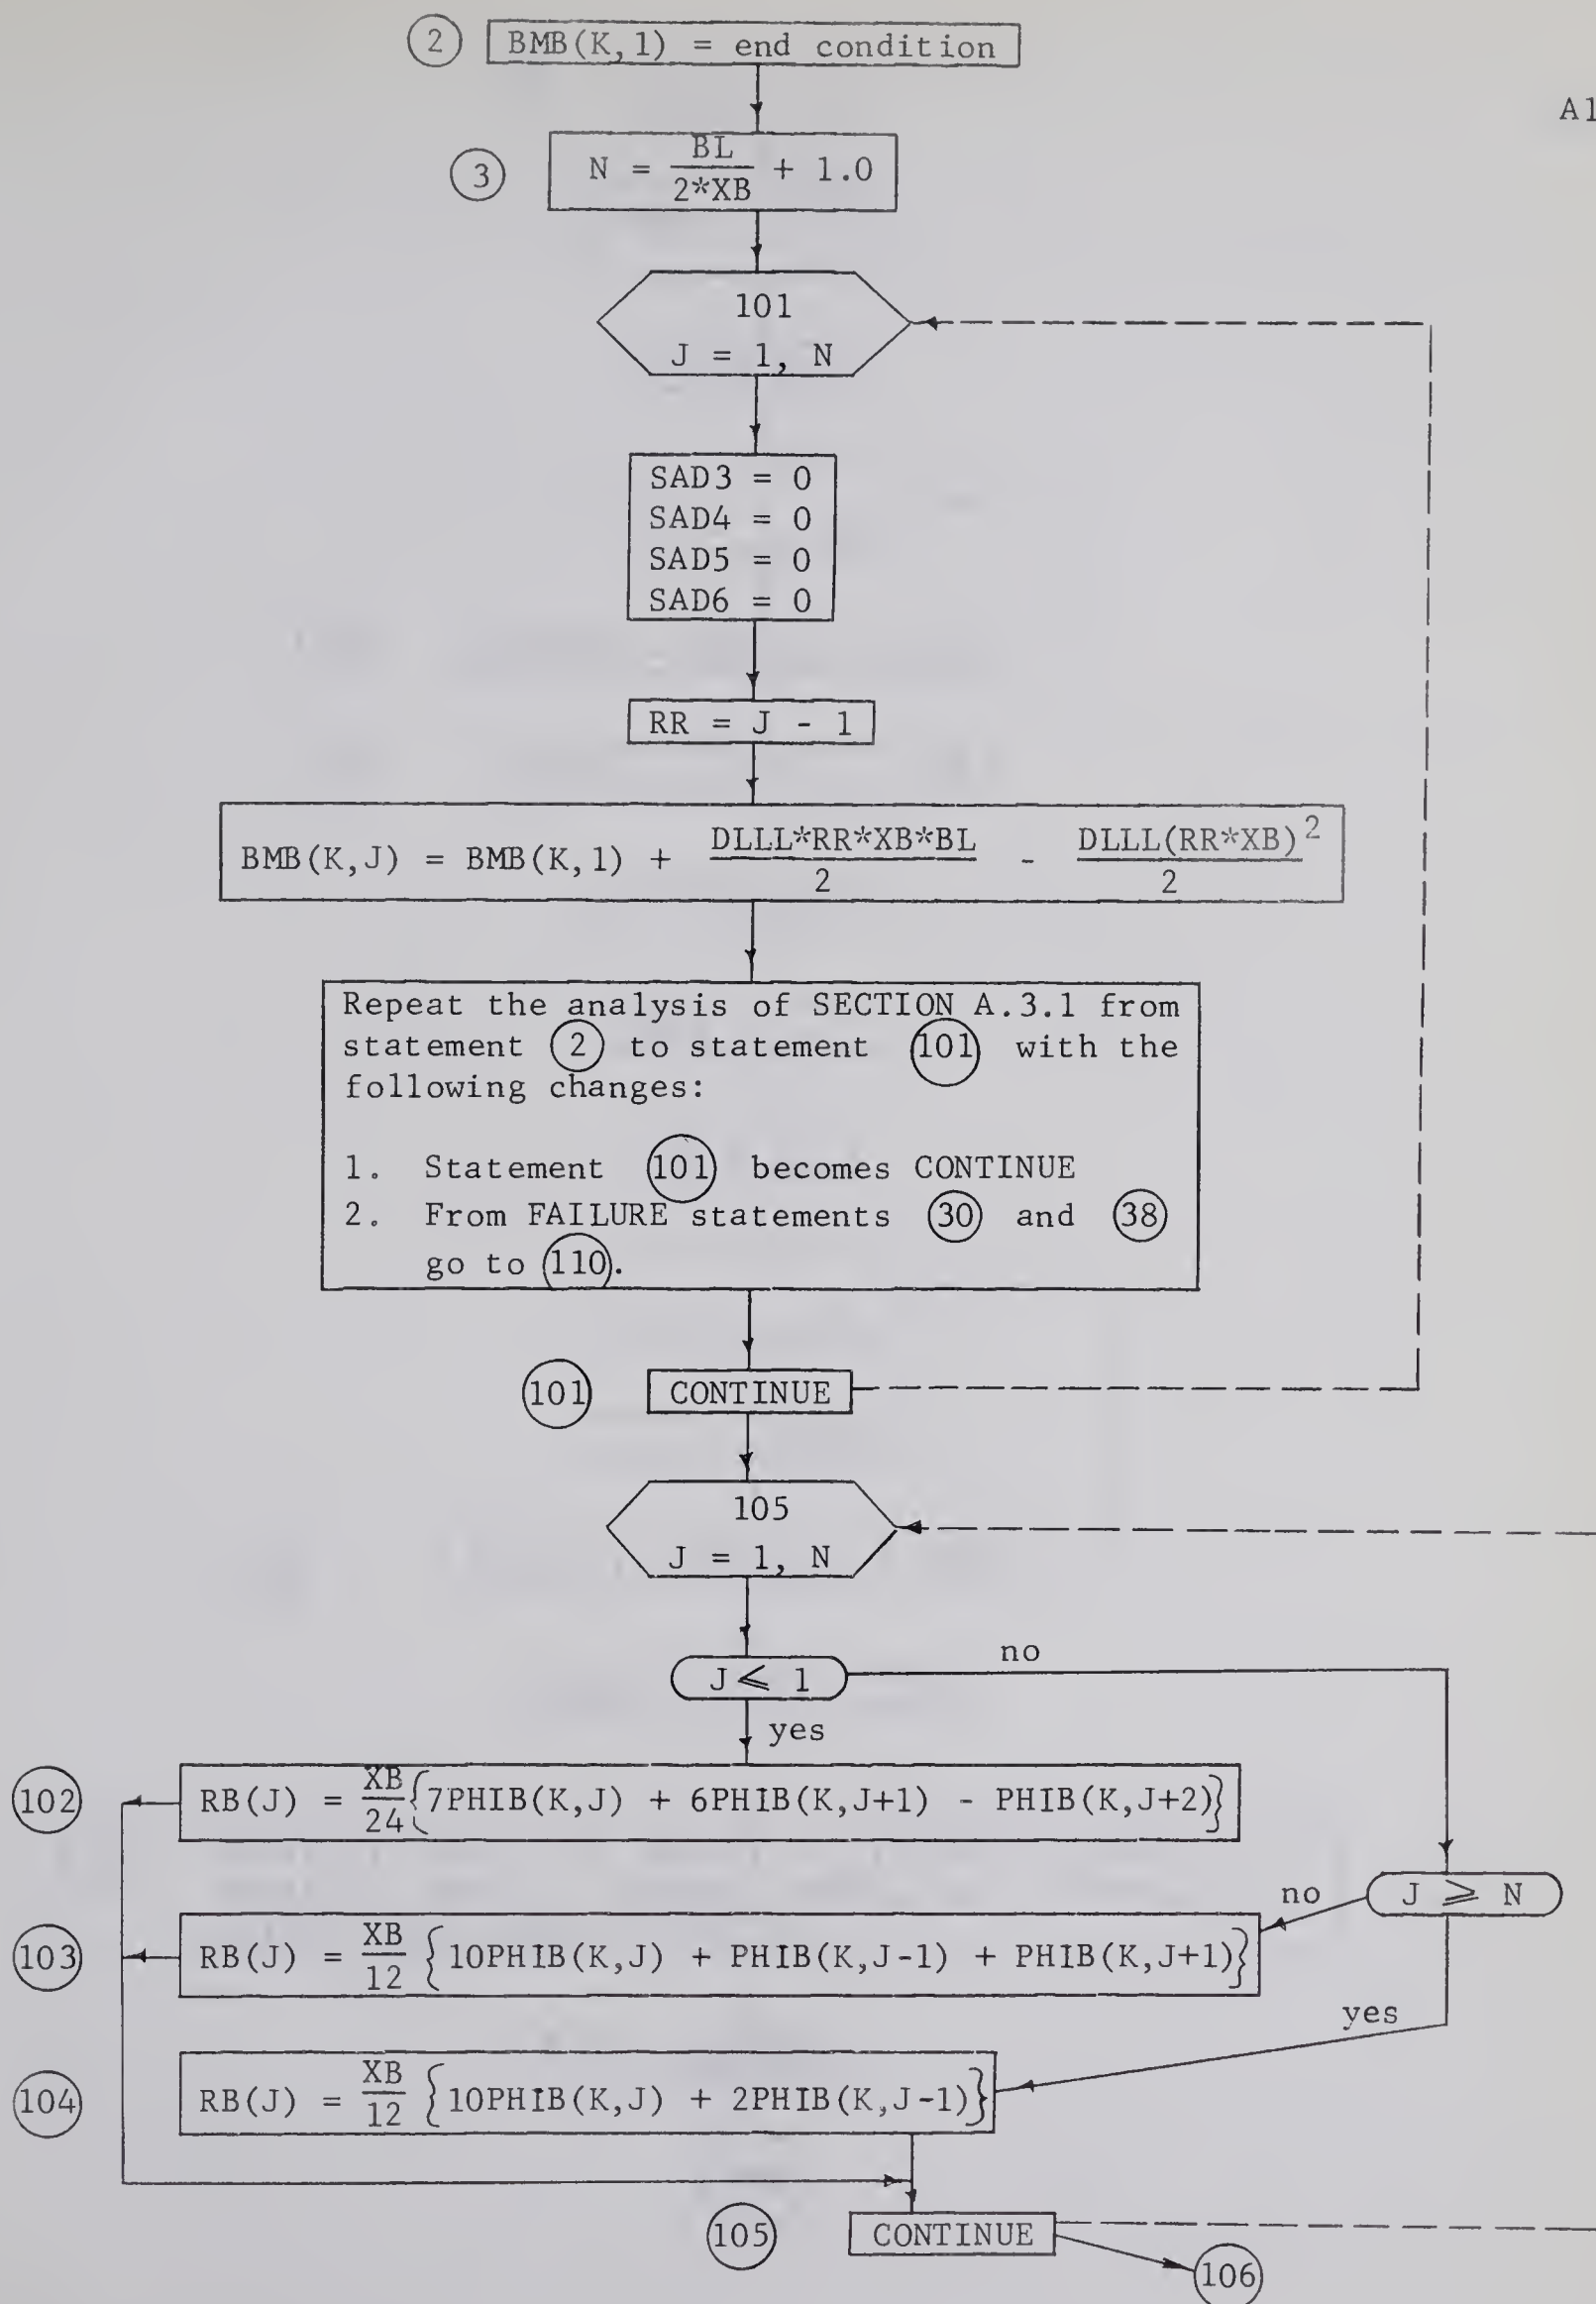 2 BMB(K,1) = end condition
A1
3 N = BL/2*XB + 1.0
101
J = 1, N
SAD3 = 0
SAD4 = 0
SAD5 = 0
SAD6 = 0
RR = J - 1
BMB(K,J) = BMB(K,1) + DLLL*RR*XB*BL/2 - DLLL(RR*XB)²/2
Repeat the analysis of SECTION A.3.1 from
statement 2 to statement 101 with the
following changes:
1. Statement 101 becomes CONTINUE
2. From FAILURE statements 30 and 38
go to 110.
101 CONTINUE
105
J = 1, N
no
J ⩽ 1
yes
102 RB(J) = XB/24{7PHIB(K,J) + 6PHIB(K,J+1) - PHIB(K,J+2)}
no J ⩾ N
103 RB(J) = XB/12 {10PHIB(K,J) + PHIB(K,J-1) + PHIB(K,J+1)}
yes
104 RB(J) = XB/12 {10PHIB(K,J) + 2PHIB(K,J-1)}
105 CONTINUE
106